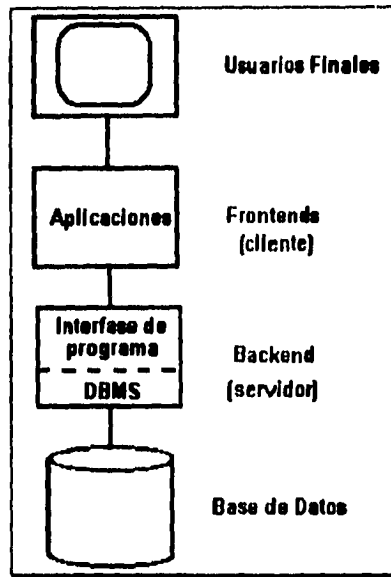 Usuarios Finales
Aplicaciones
Frontends
(cliente)
Interfase de
programa
DBMS
Backend
(servidor)
Base de Datos